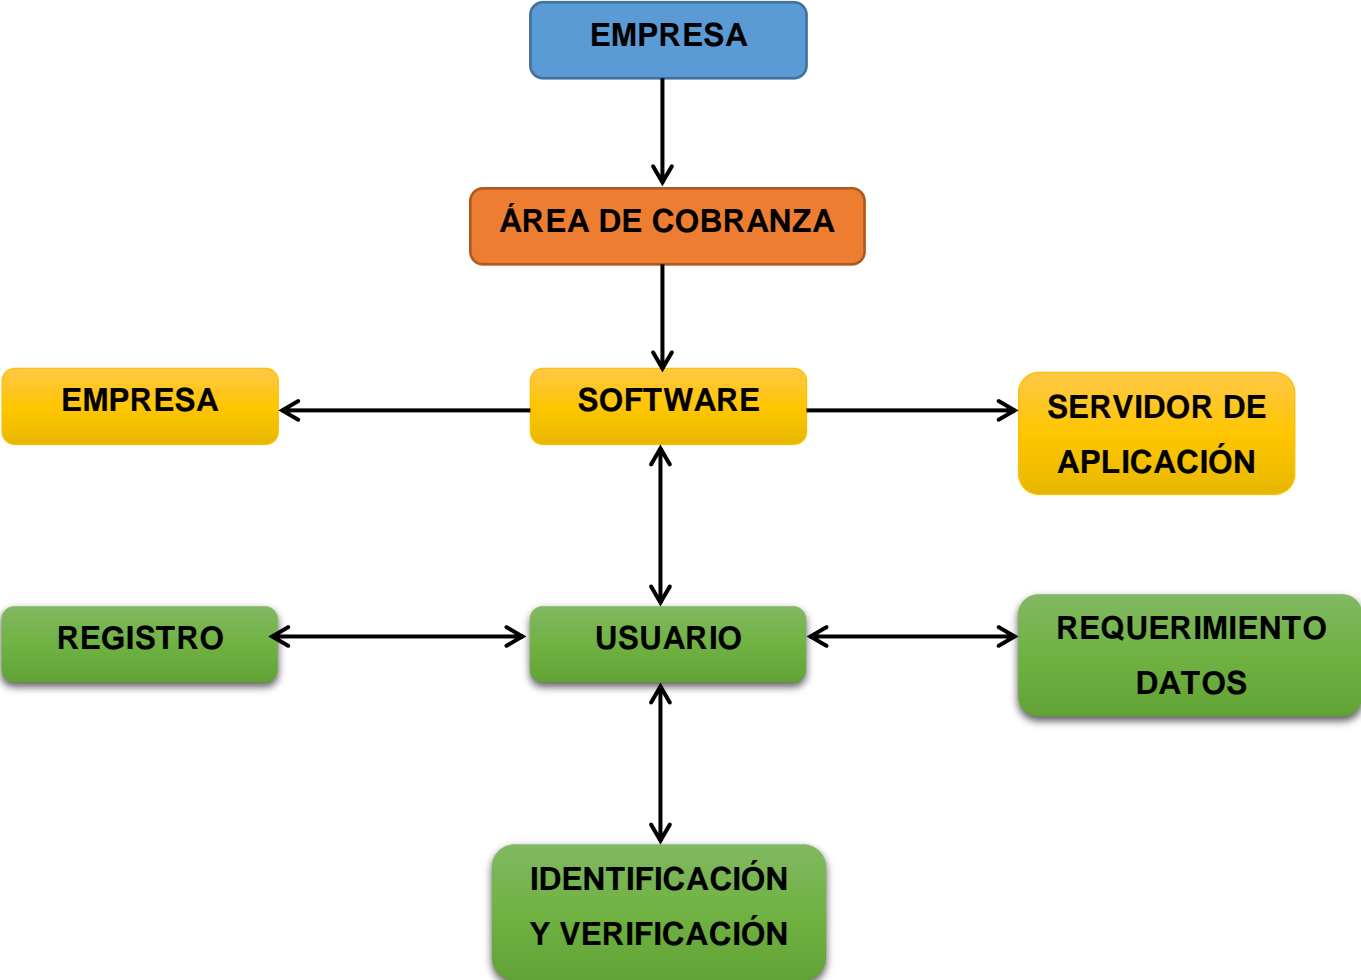 EMPRESA
ÁREA DE COBRANZA
EMPRESA
SOFTWARE
SERVIDOR DE
APLICACIÓN
REGISTRO
USUARIO
REQUERIMIENTO
DATOS
IDENTIFICACIÓN
Y VERIFICACIÓN